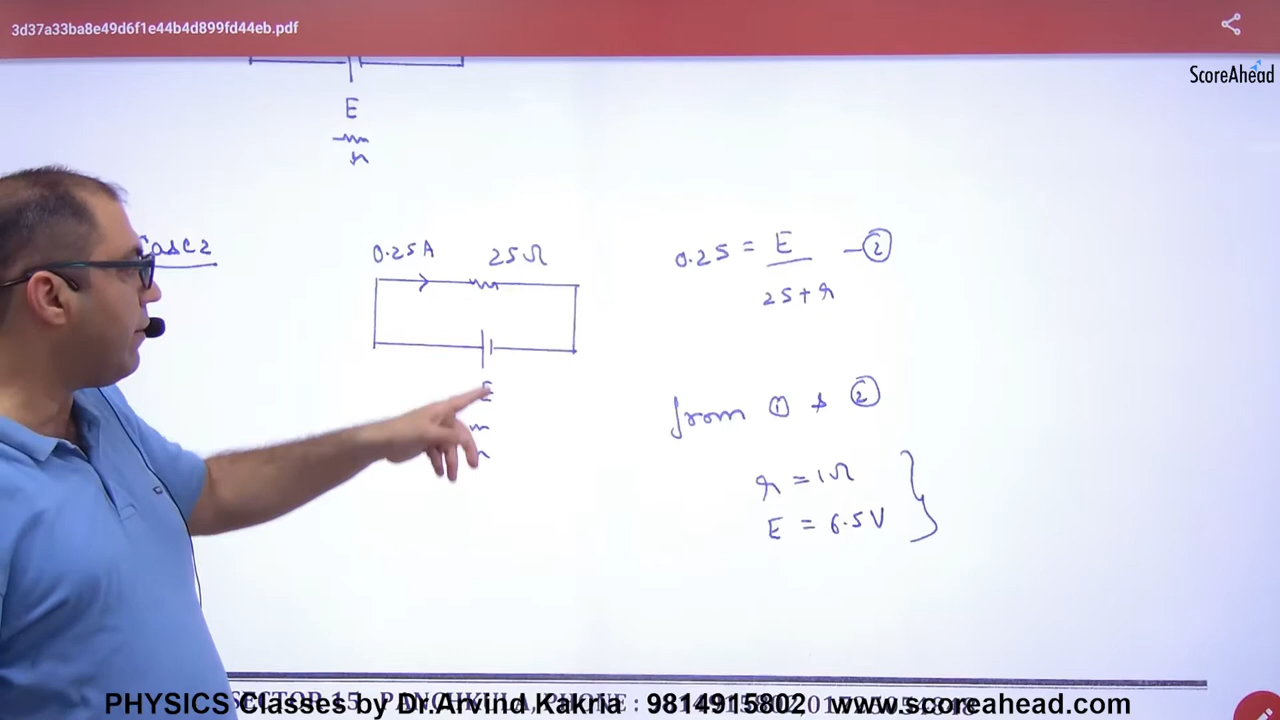 3d37a33ba8e49d6f1e44b4d899fd44eb.pdf
ScoreAhead
E
r
Case 2
0.25A 25Ω
0.25 = E / 25+r —②
E
r
from ① & ②
r = 1Ω
E = 6.5V
PHYSICS Classes by Dr.Arvind Kakria 9814915802 www.scoreahead.com